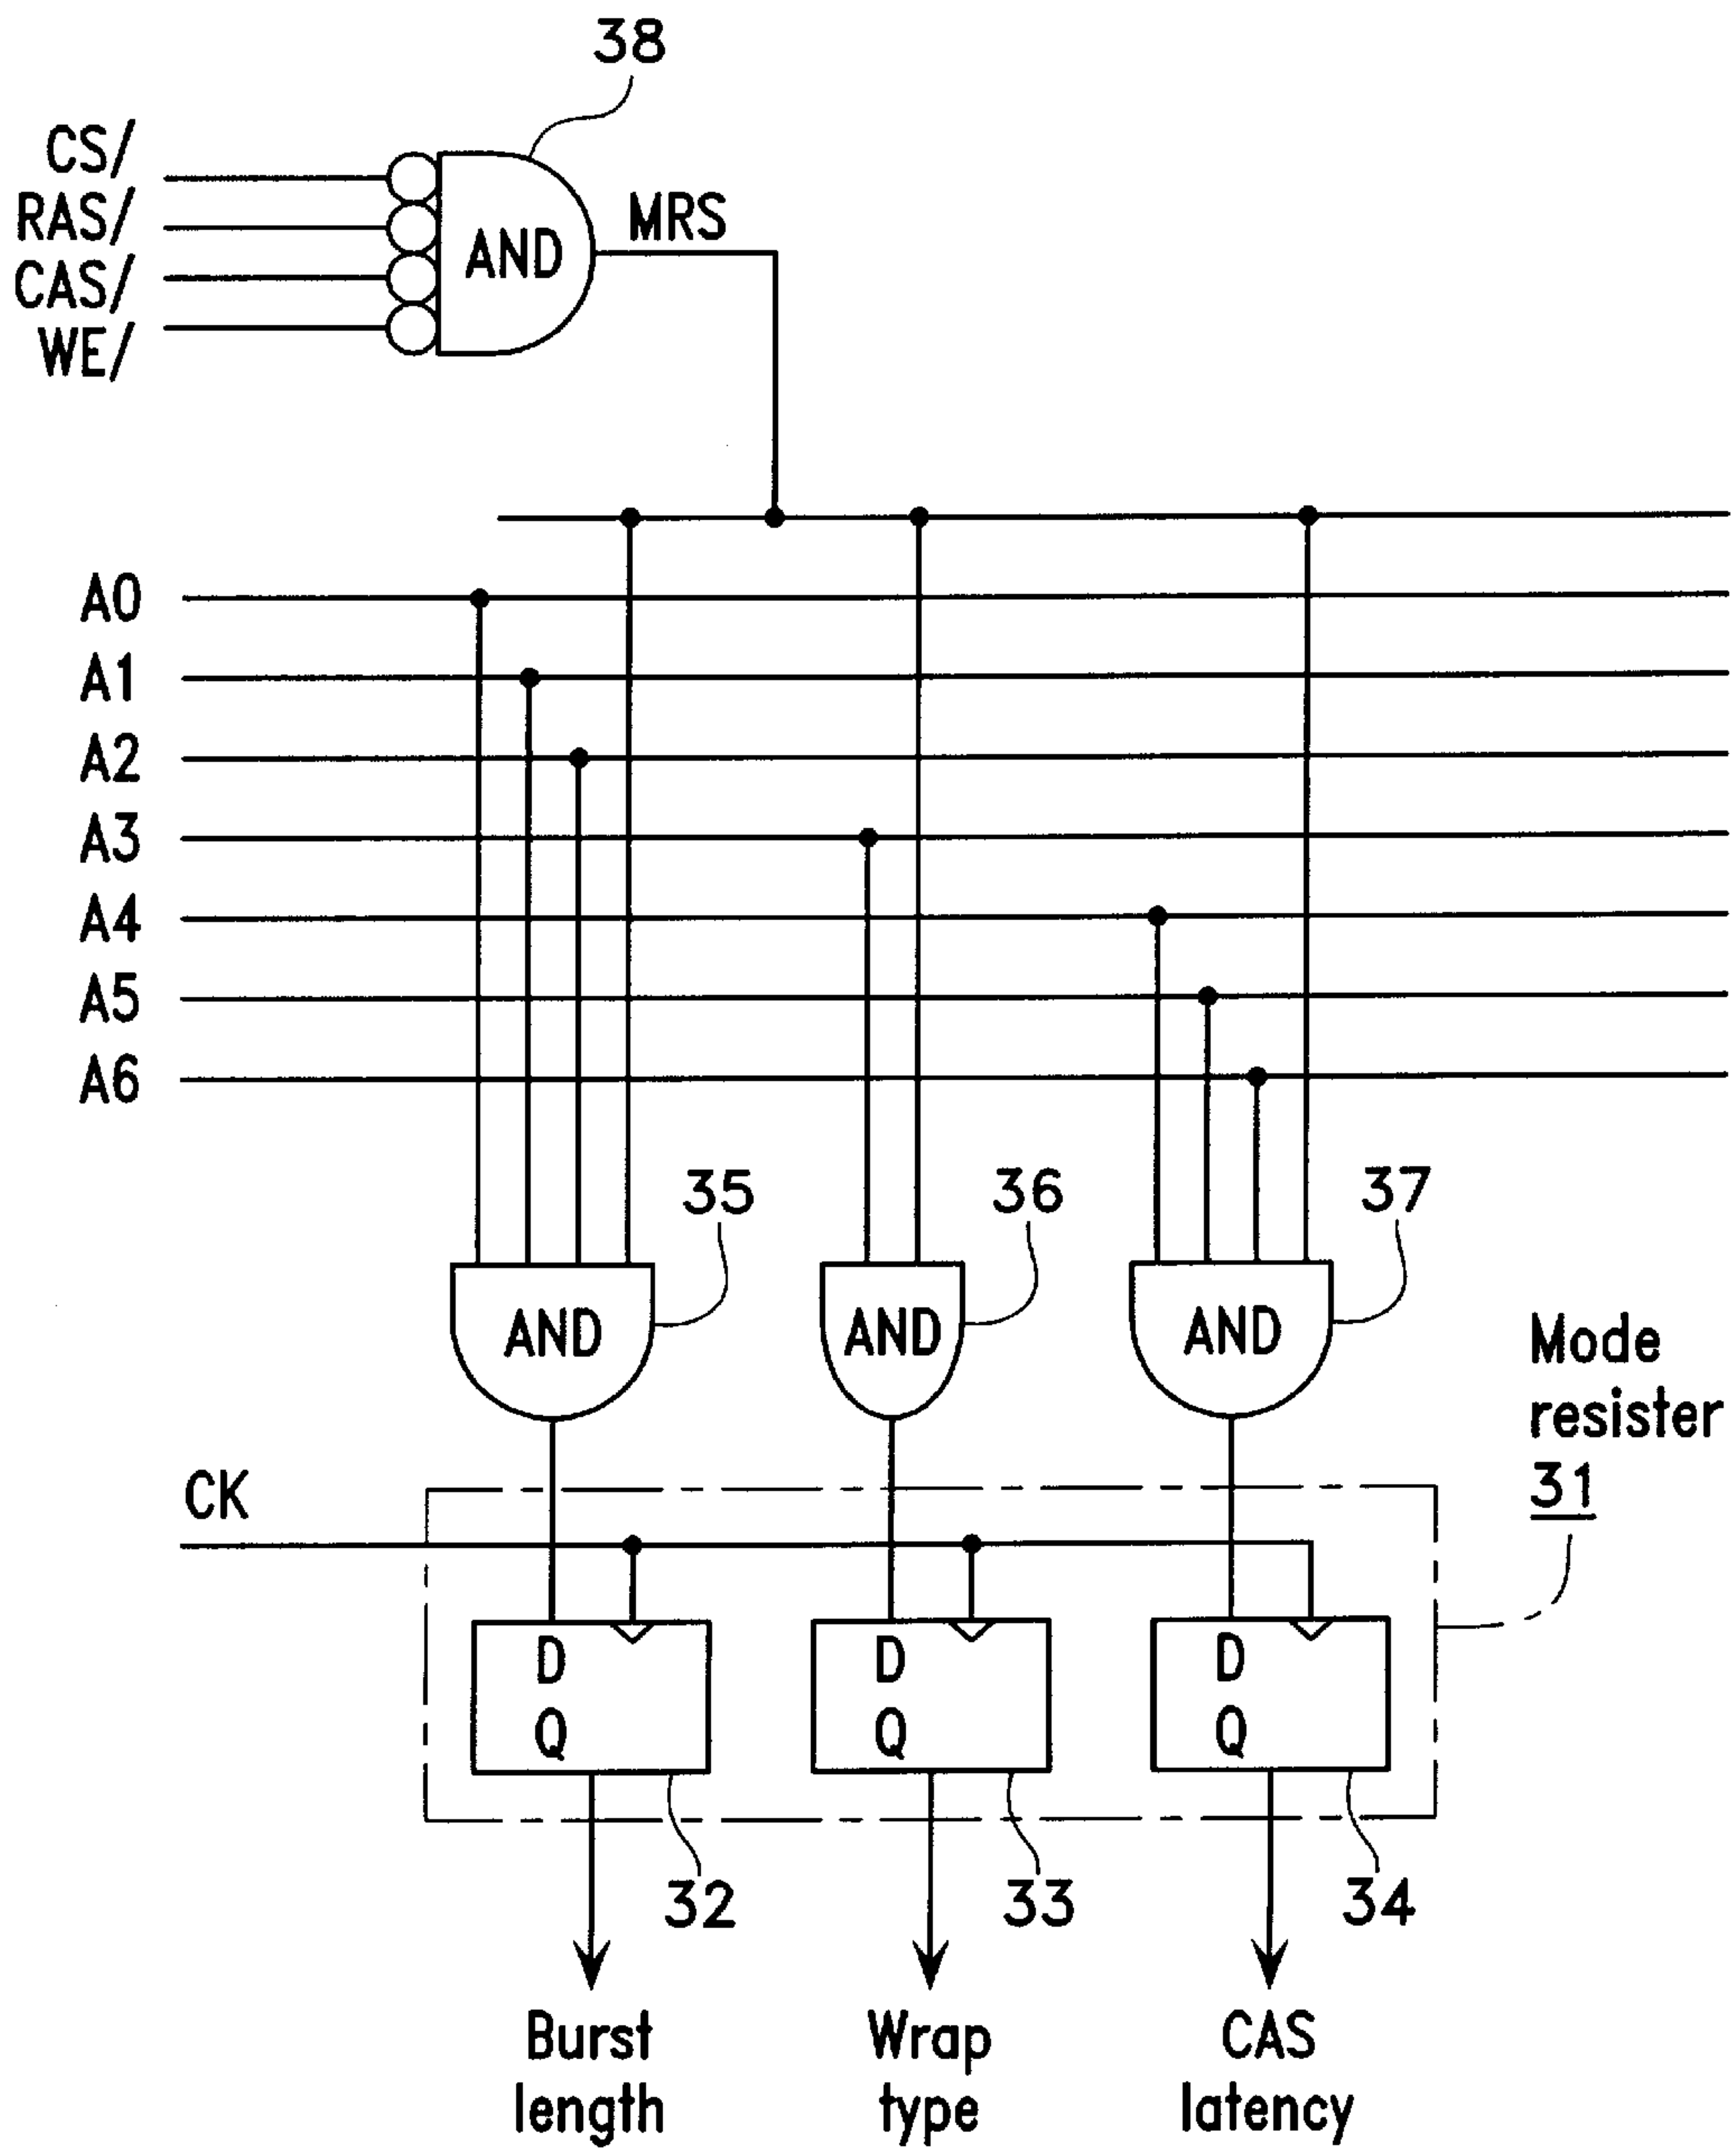 38
CS/
RAS/
CAS/
WE/
AND
MRS
A0
A1
A2
A3
A4
A5
A6
35
36
37
AND
AND
AND
Mode
resister
31
CK
D
Q
D
Q
D
Q
32
33
34
Burst
length
Wrap
type
CAS
latency